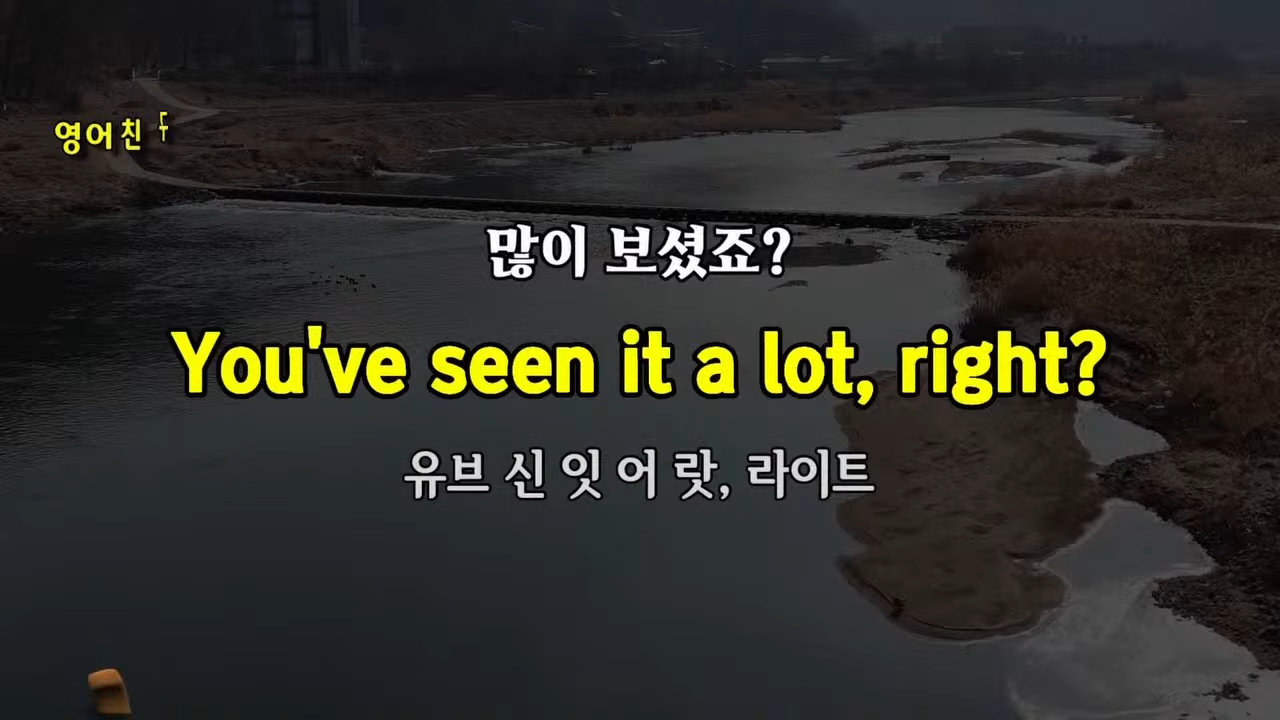 영어친
많이 보셨죠?
You've seen it a lot, right?
유브 신 잇 어 랏, 라이트